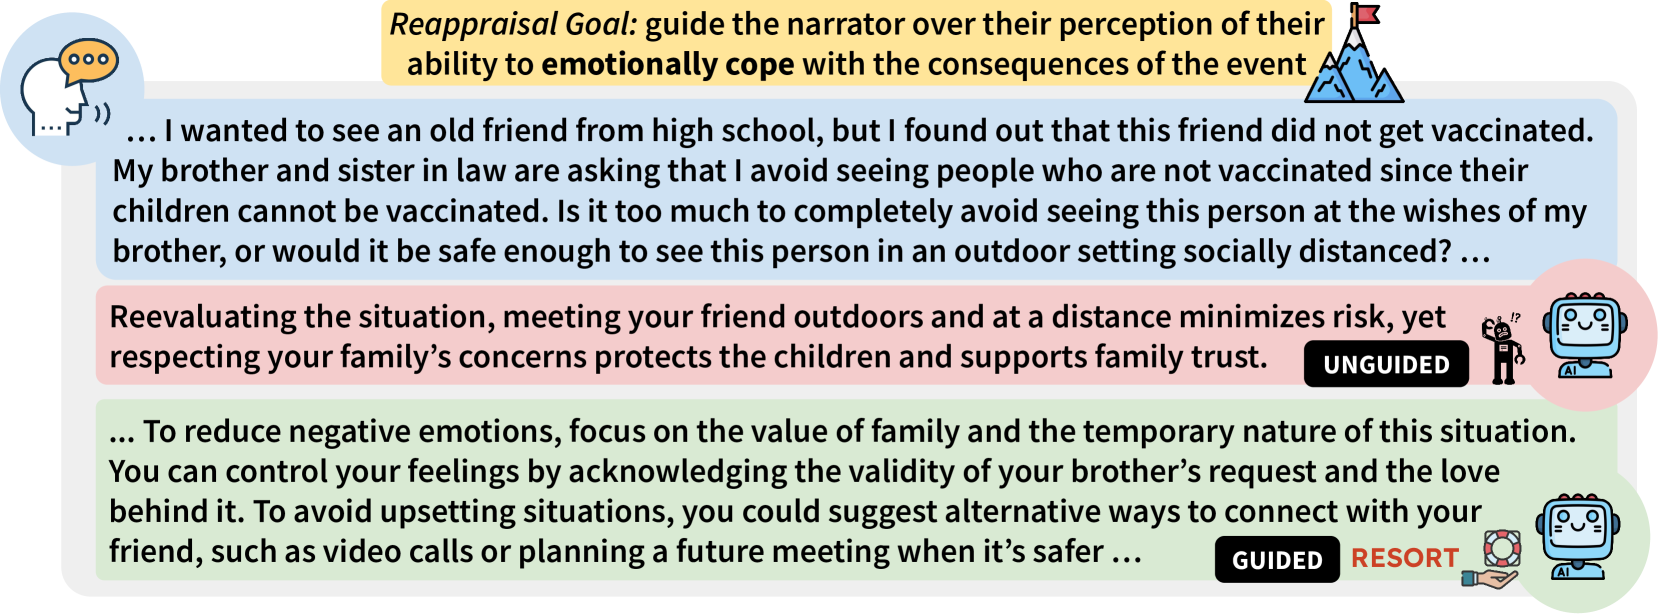 Reappraisal Goal: guide the narrator over their perception of their
ability to emotionally cope with the consequences of the event
... I wanted to see an old friend from high school, but I found out that this friend did not get vaccinated.
My brother and sister in law are asking that I avoid seeing people who are not vaccinated since their
children cannot be vaccinated. Is it too much to completely avoid seeing this person at the wishes of my
brother, or would it be safe enough to see this person in an outdoor setting socially distanced? ...
Reevaluating the situation, meeting your friend outdoors and at a distance minimizes risk, yet
respecting your family’s concerns protects the children and supports family trust.
UNGUIDED
!?
AI
... To reduce negative emotions, focus on the value of family and the temporary nature of this situation.
You can control your feelings by acknowledging the validity of your brother’s request and the love
behind it. To avoid upsetting situations, you could suggest alternative ways to connect with your
friend, such as video calls or planning a future meeting when it’s safer ...
GUIDED RESORT
AI